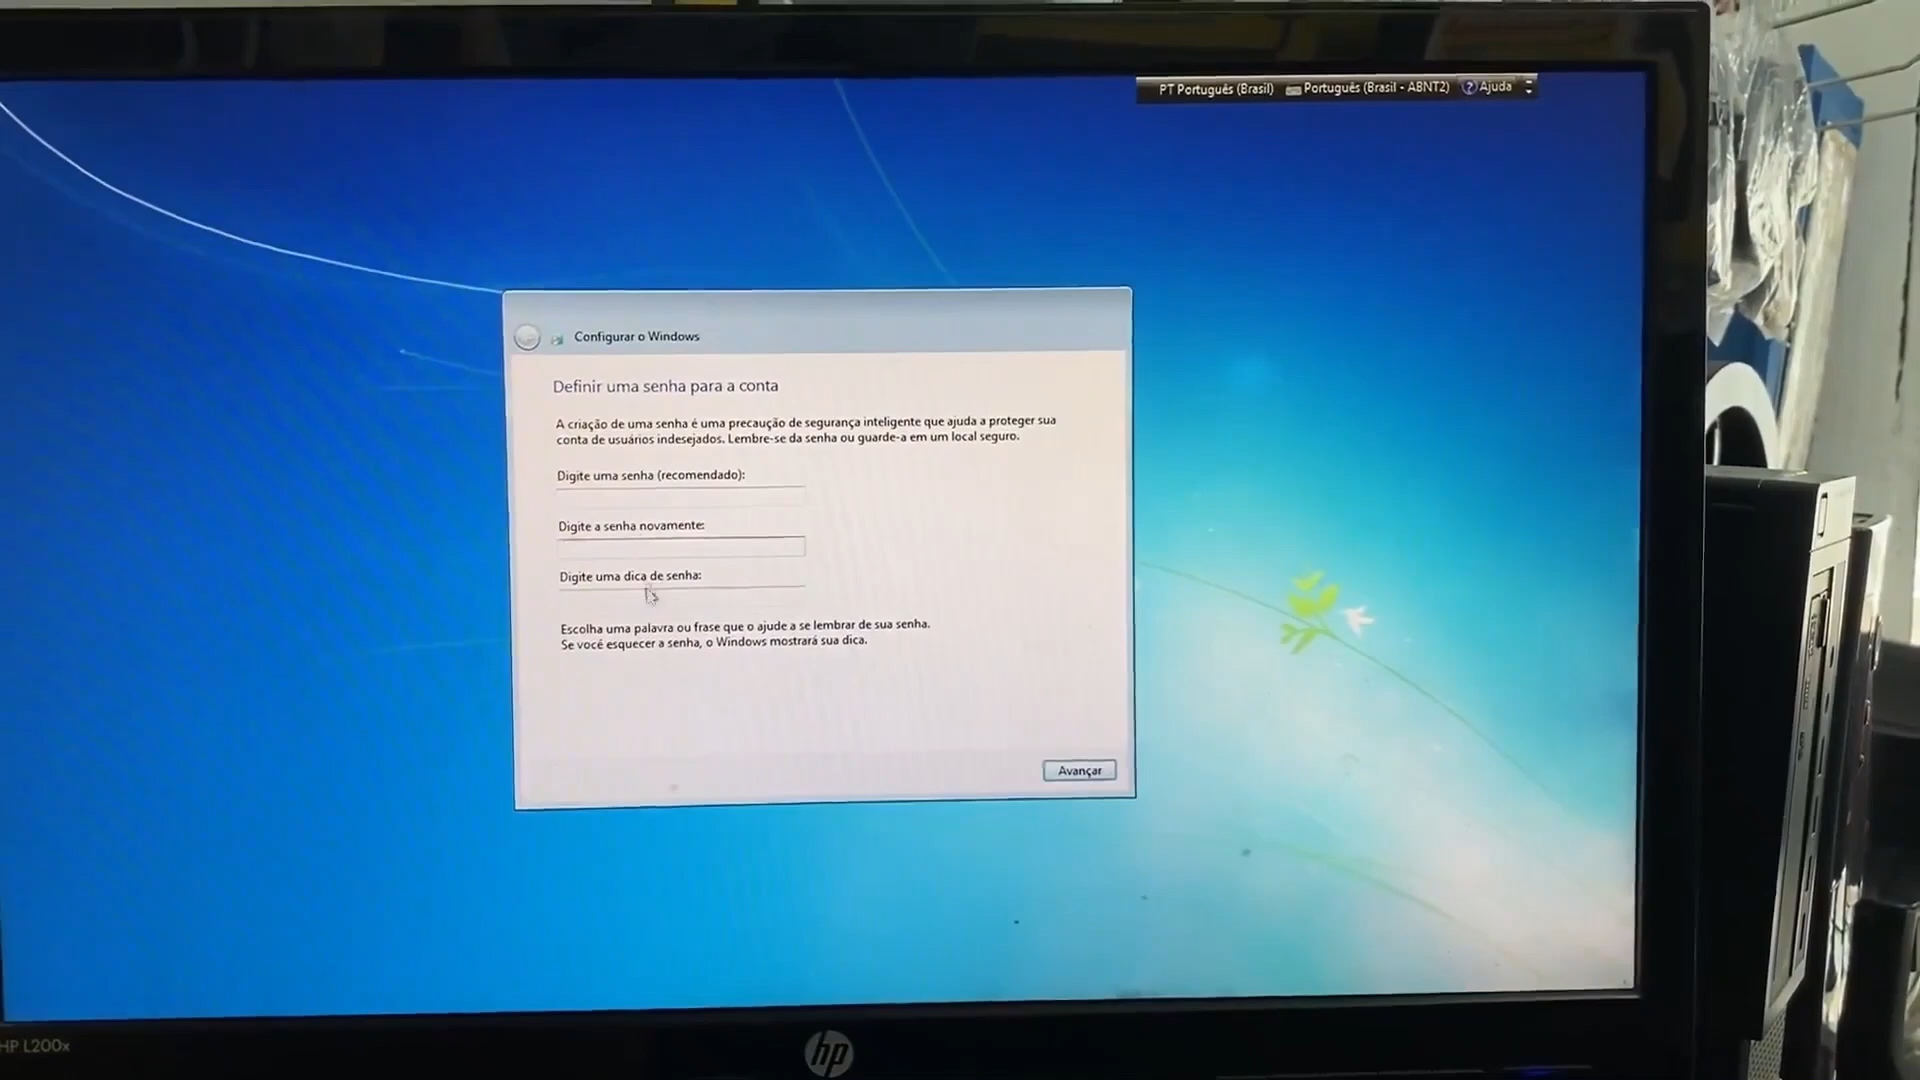 PT Português (Brasil) Português (Brasil - ABNT2) ? Ajuda
Configurar o Windows
Definir uma senha para a conta
A criação de uma senha é uma precaução de segurança inteligente que ajuda a proteger sua
conta de usuários indesejados. Lembre-se da senha ou guarde-a em um local seguro.
Digite uma senha (recomendado):
Digite a senha novamente:
Digite uma dica de senha:
Escolha uma palavra ou frase que o ajude a se lembrar de sua senha.
Se você esquecer a senha, o Windows mostrará sua dica.
Avançar
HP L200x
hp